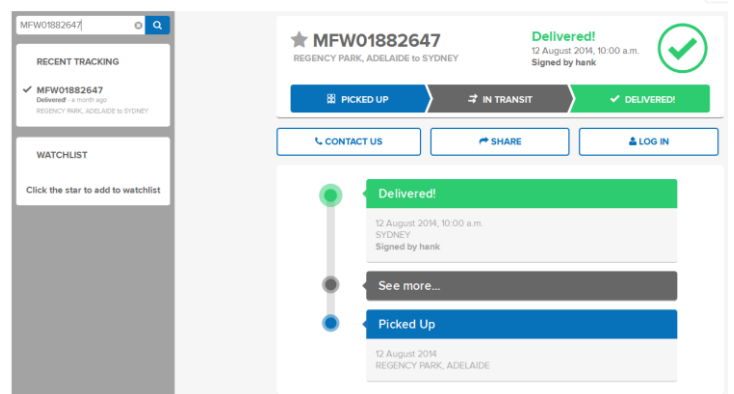 MFW01882647
RECENT TRACKING
MFW01882647
Delivered! - a month ago
REGENCY PARK, ADELAIDE to SYDNEY
WATCHLIST
Click the star to add to watchlist
MFW01882647
REGENCY PARK, ADELAIDE to SYDNEY
Delivered!
12 August 2014, 10:00 a.m.
Signed by hank
PICKED UP
IN TRANSIT
DELIVERED!
CONTACT US
SHARE
LOG IN
Delivered!
12 August 2014, 10:00 a.m.
SYDNEY
Signed by hank
See more...
Picked Up
12 August 2014
REGENCY PARK, ADELAIDE